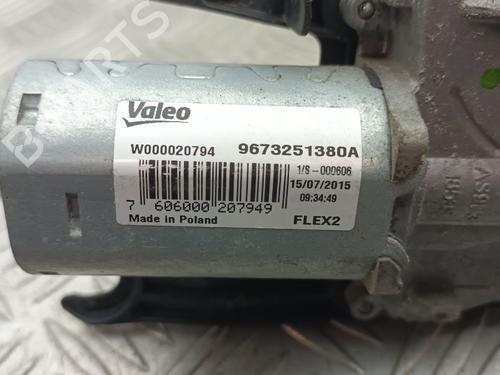 Valeo
W000020794 9673251380A
1/S-000606
15/07/2015
09:34:49
7 606000 207949
Made in Poland FLEX2